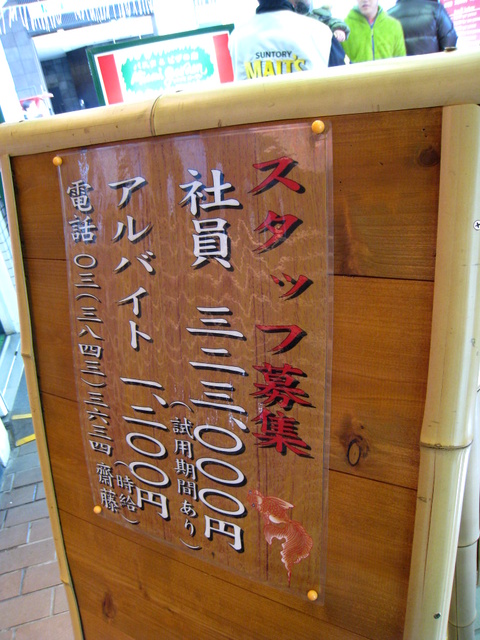 スタッフ募集
社員 三二三、〇〇〇円
(試用期間あり)
アルバイト 一、二〇〇円
(時給)
電話 〇三(三八四三)三六三四 齋藤
SUNTORY
MALT'S